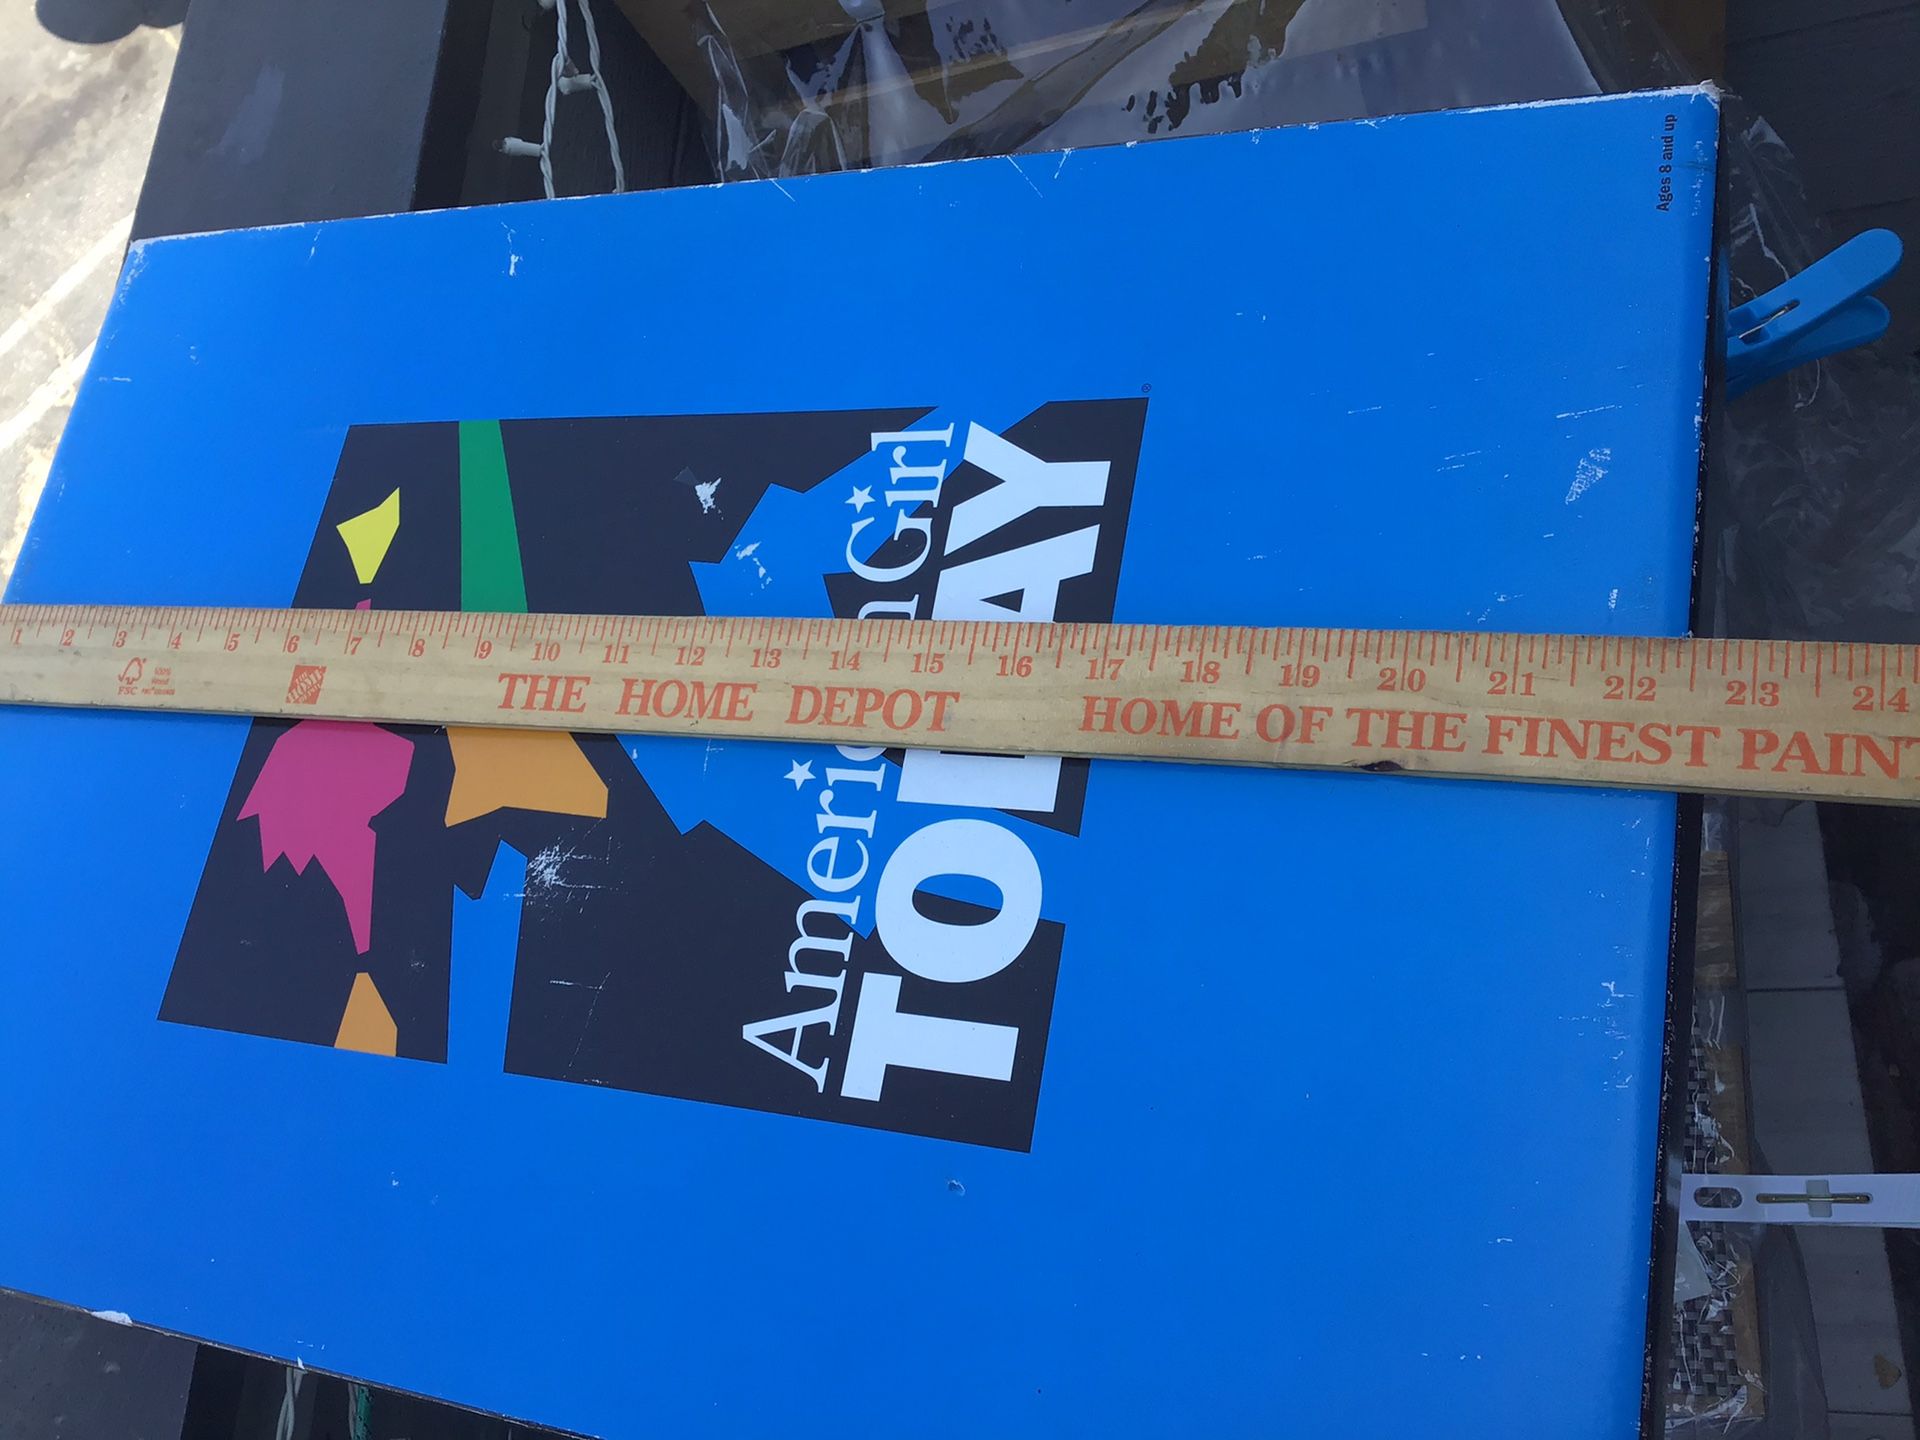 Ages 8 and up
American Girl
TODAY
®
1 2 3 4 5 6 7 8 9 10 11 12 13 14 15 16 17 18 19 20 21 22 23 24
FSC
100%
THE HOME DEPOT HOME OF THE FINEST PAINT